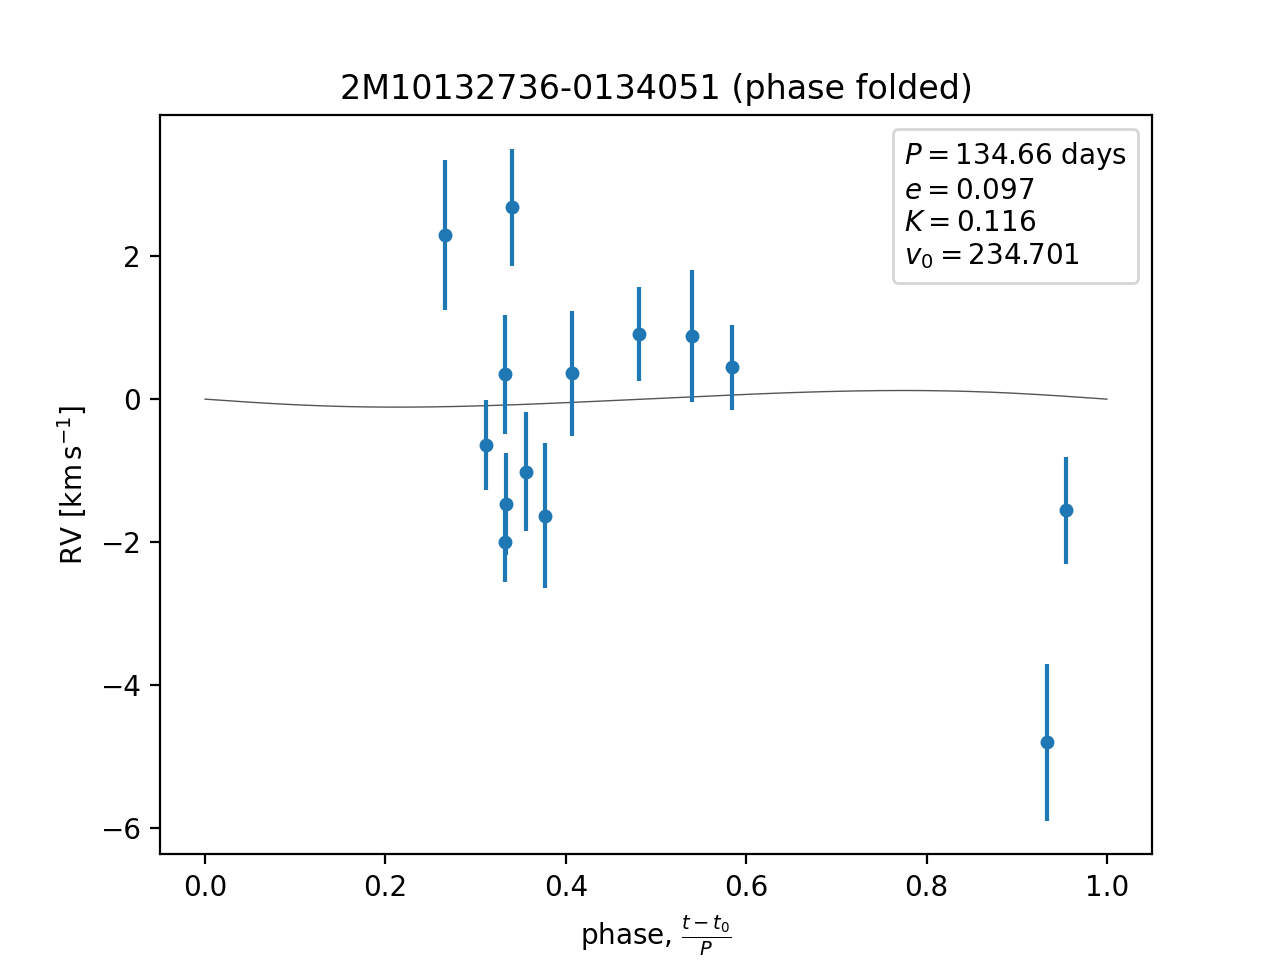 2M10132736-0134051 (phase folded)
P = 134.66 days
e = 0.097
K = 0.116
v₀ = 234.701
2
0
−2
−4
−6
RV [km s⁻¹]
0.0 0.2 0.4 0.6 0.8 1.0
phase, (t − t₀)/P